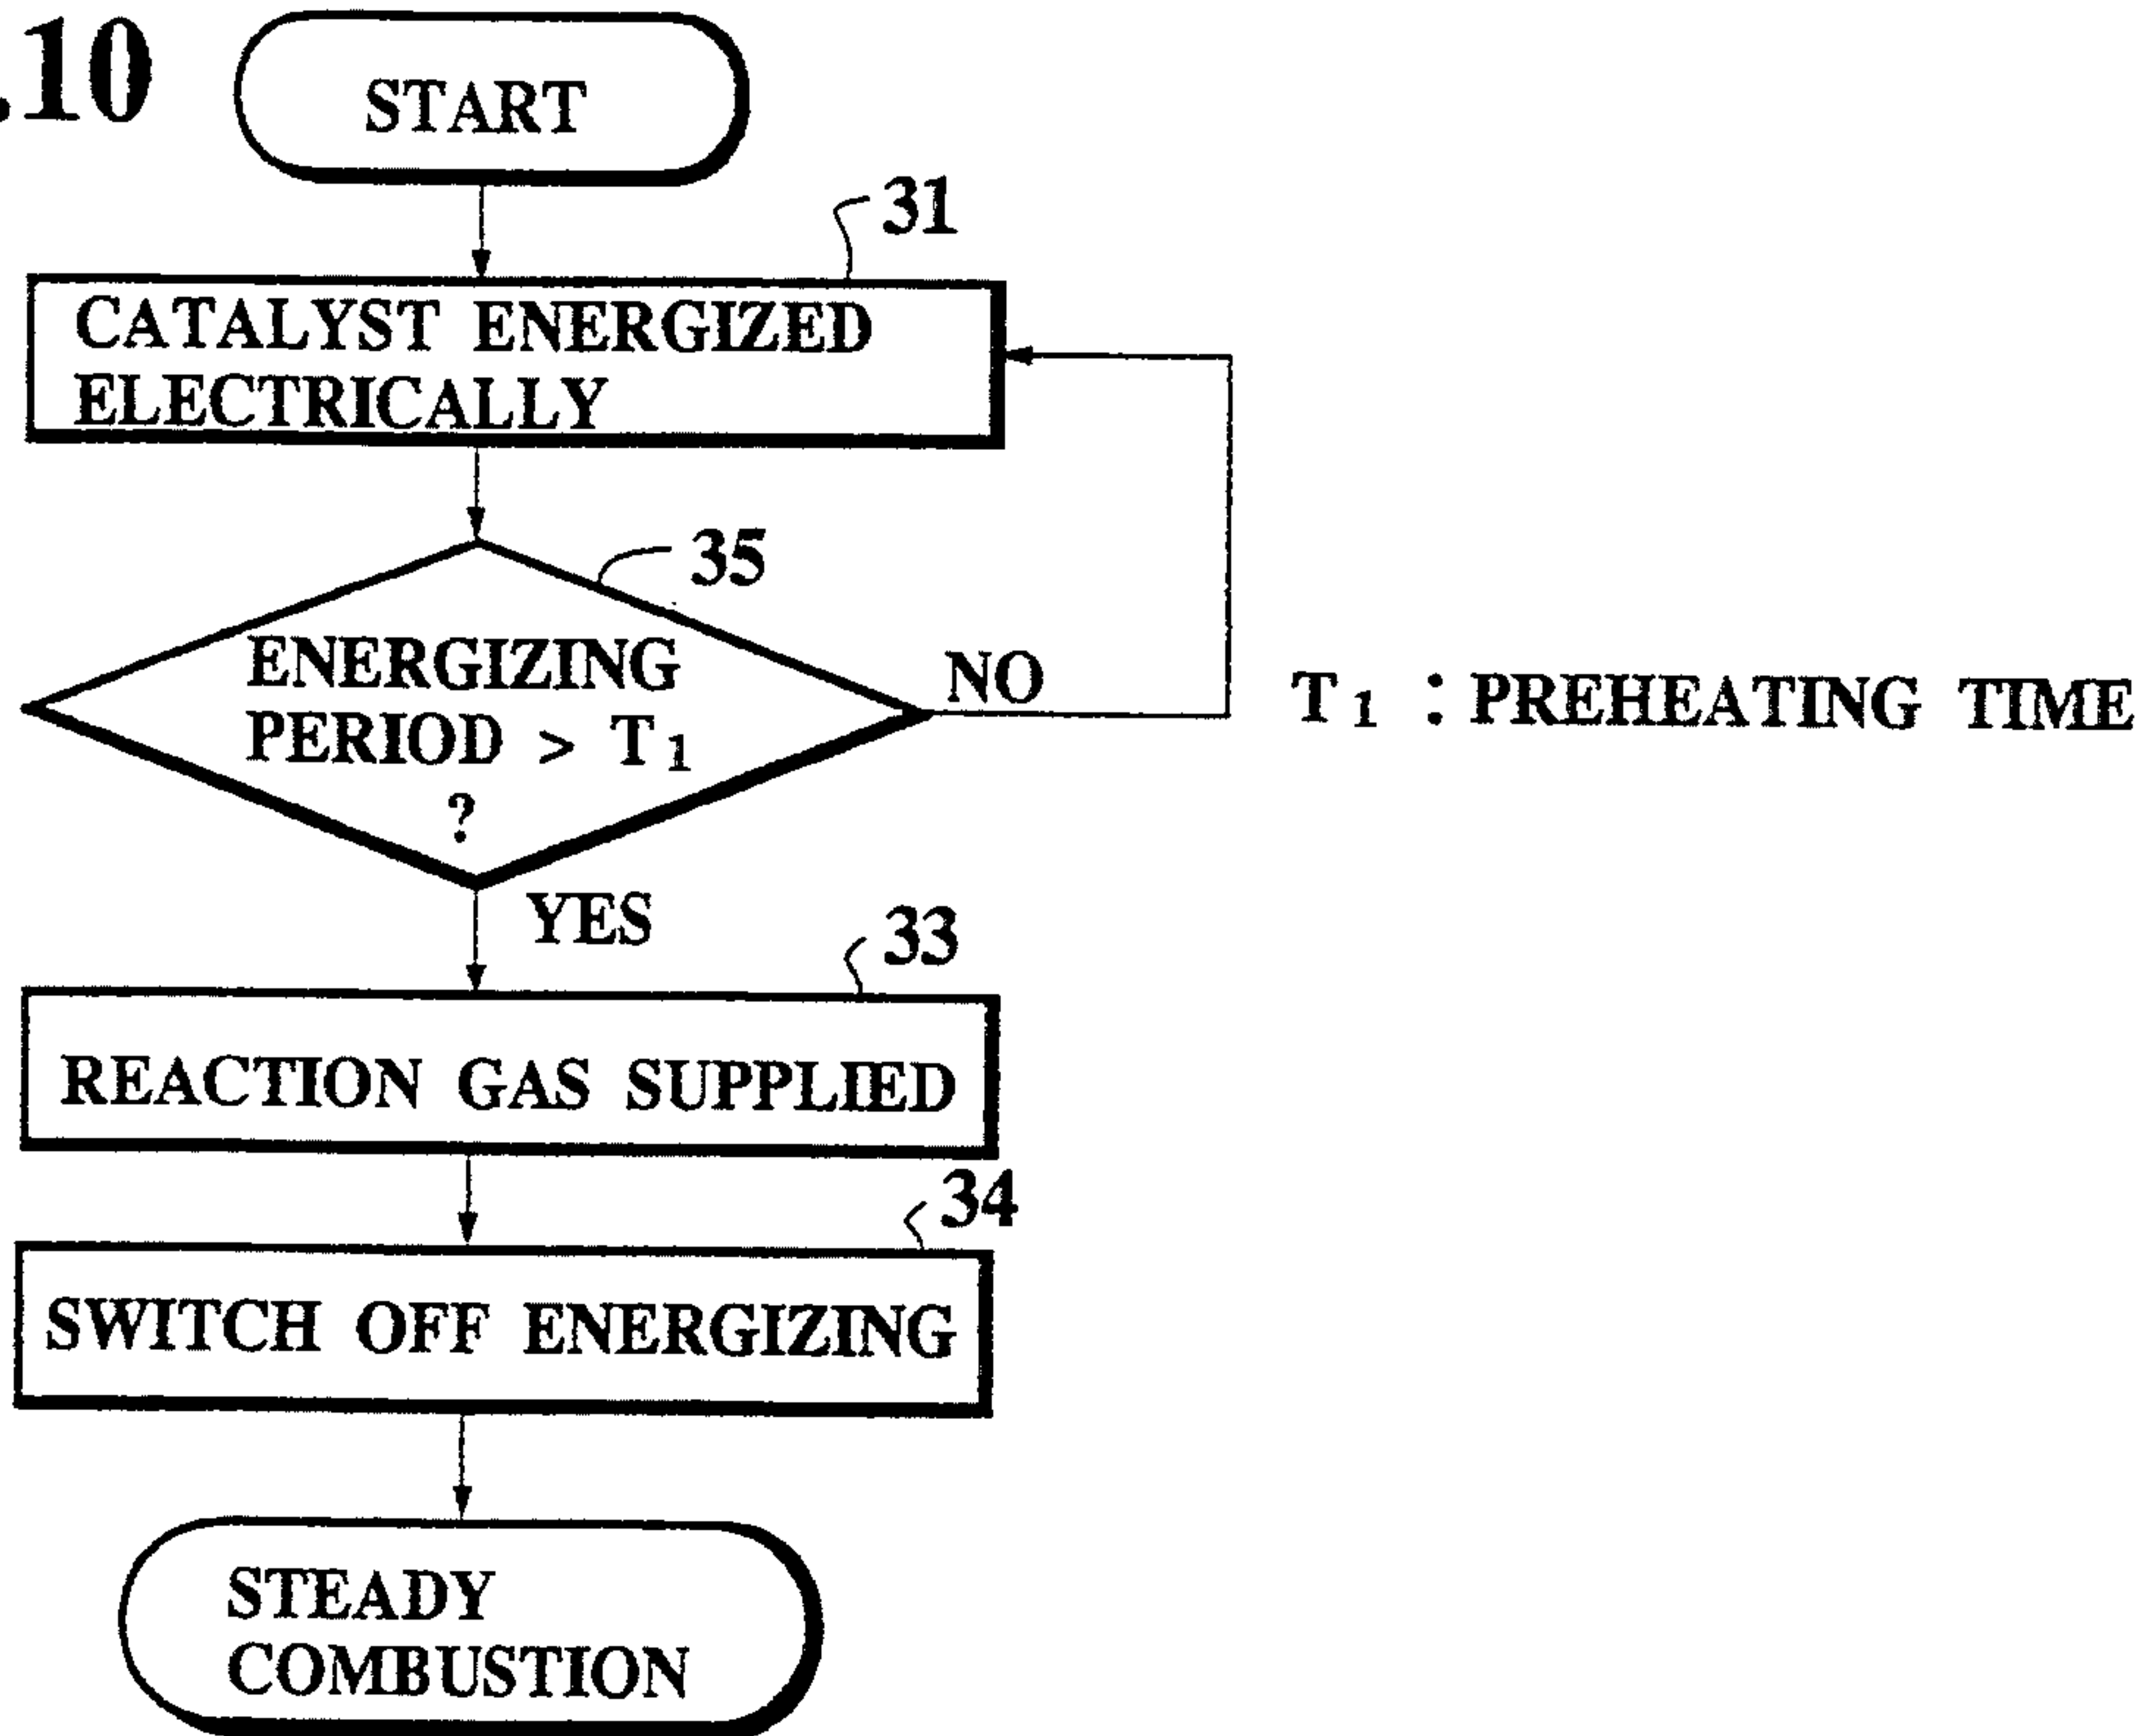 .10
START
31
CATALYST ENERGIZED
ELECTRICALLY
35
ENERGIZING
PERIOD > T1
?
NO
T1 : PREHEATING TIME
YES
33
REACTION GAS SUPPLIED
34
SWITCH OFF ENERGIZING
STEADY
COMBUSTION